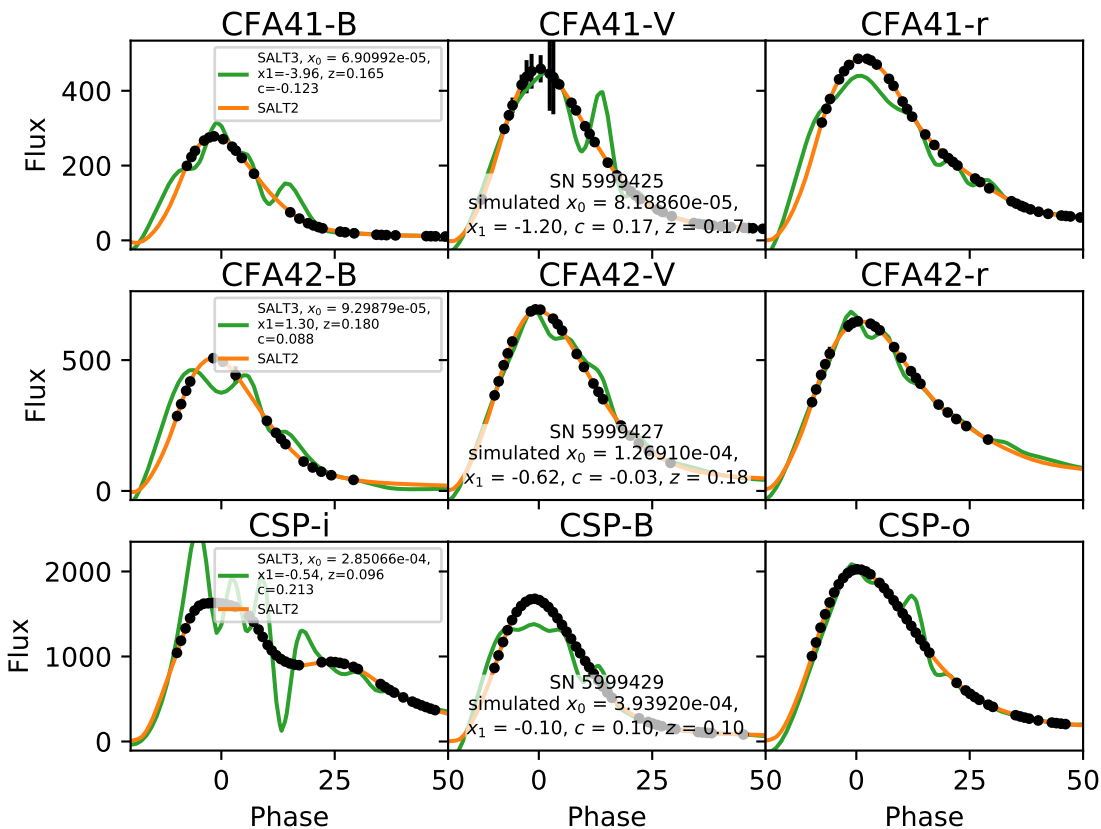 CFA41-B
CFA41-V
CFA41-r
Flux
400
200
0
SALT3, x₀ = 6.90992e-05,
x1=-3.96, z=0.165
c=-0.123
SALT2
SN 5999425
simulated x₀ = 8.18860e-05,
x₁ = -1.20, c = 0.17, z = 0.17
CFA42-B
CFA42-V
CFA42-r
Flux
500
0
SALT3, x₀ = 9.29879e-05,
x1=1.30, z=0.180
c=0.088
SALT2
SN 5999427
simulated x₀ = 1.26910e-04,
x₁ = -0.62, c = -0.03, z = 0.18
CSP-i
CSP-B
CSP-o
Flux
2000
1000
0
SALT3, x₀ = 2.85066e-04,
x1=-0.54, z=0.096
c=0.213
SALT2
SN 5999429
simulated x₀ = 3.93920e-04,
x₁ = -0.10, c = 0.10, z = 0.10
0 25 50 0 25 50 0 25 50
Phase Phase Phase